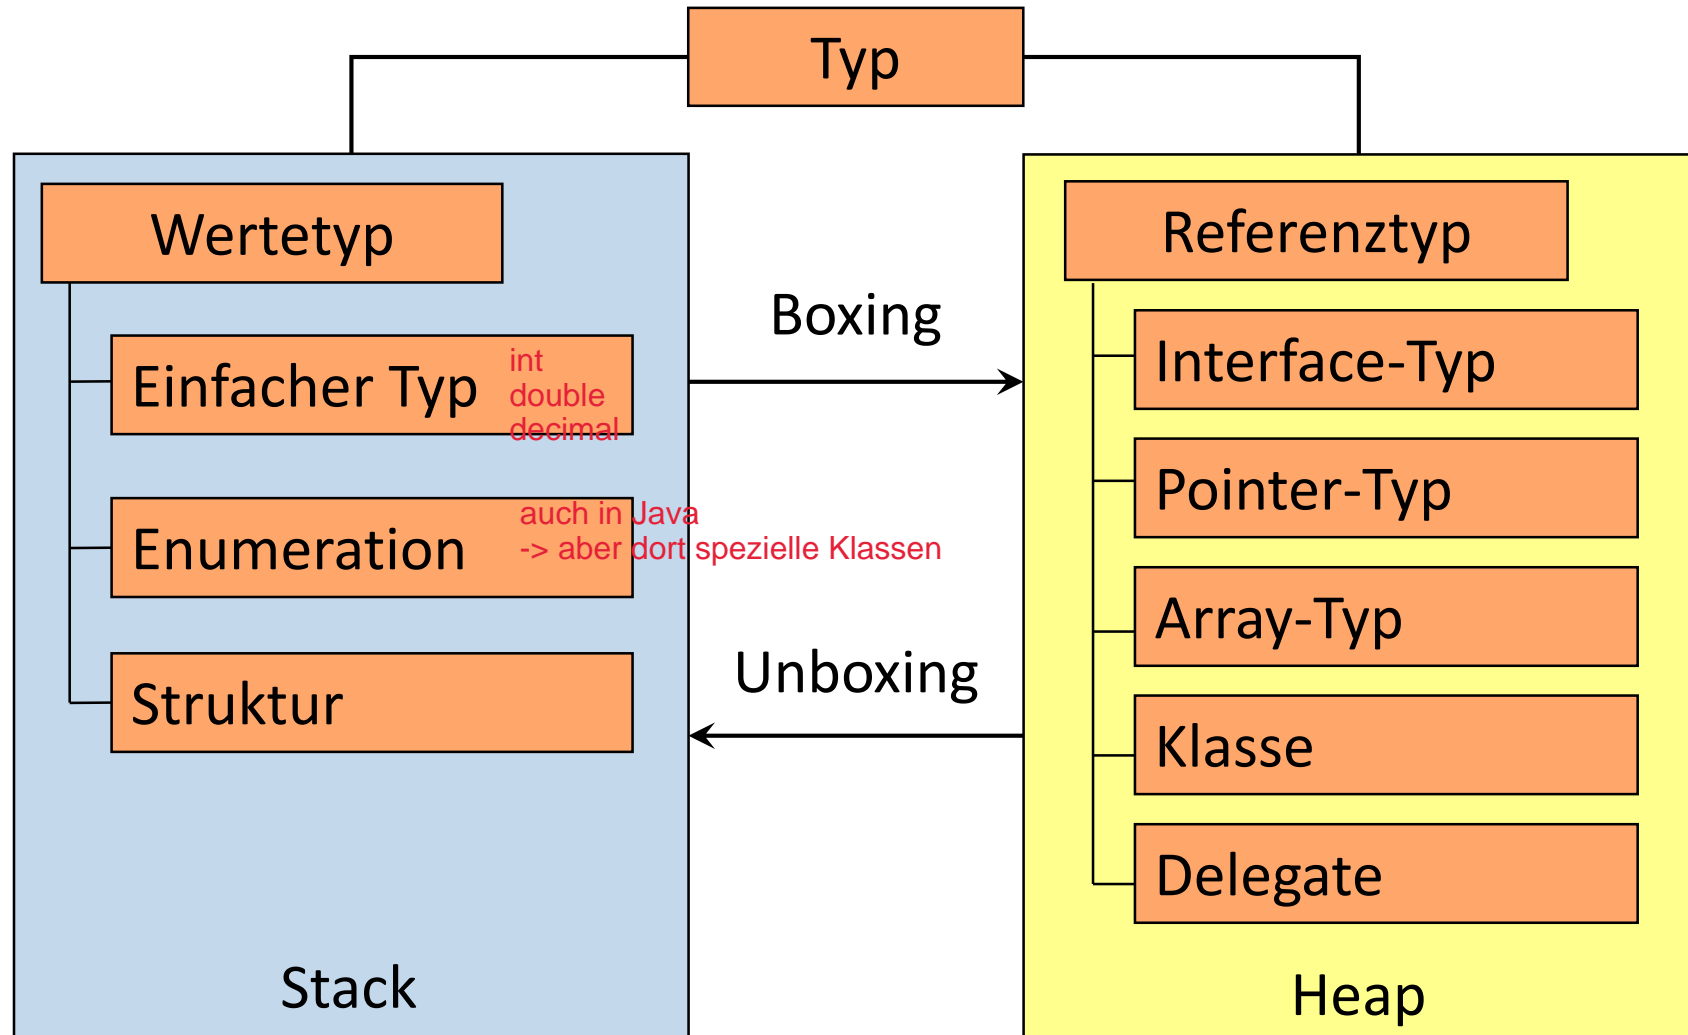 Typ
Wertetyp
Einfacher Typ
int
double
decimal
Enumeration
auch in Java
-> aber dort spezielle Klassen
Struktur
Stack
Boxing
Unboxing
Referenztyp
Interface-Typ
Pointer-Typ
Array-Typ
Klasse
Delegate
Heap